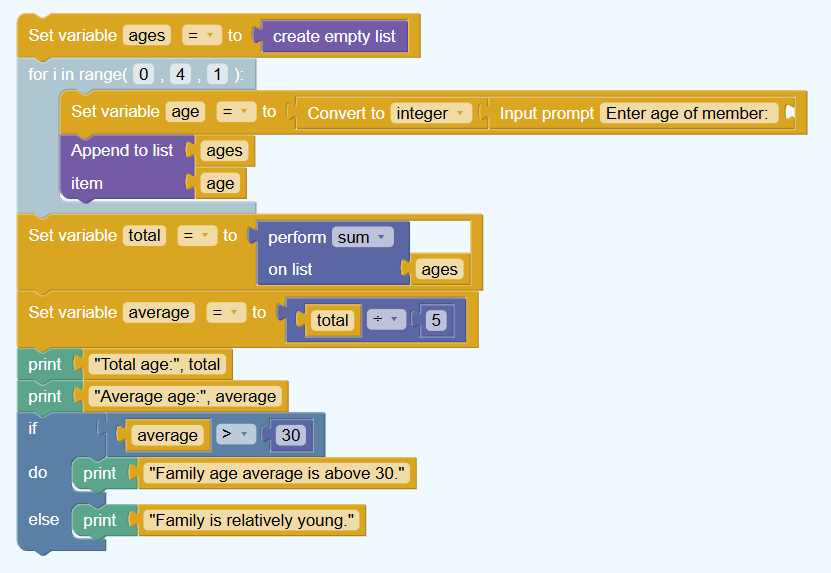 Set variable ages = to create empty list
for i in range( 0 , 4 , 1 ):
Set variable age = to Convert to integer Input prompt Enter age of member:
Append to list ages
item age
Set variable total = to perform sum
on list ages
Set variable average = to total ÷ 5
print "Total age:", total
print "Average age:", average
if average > 30
do print "Family age average is above 30."
else print "Family is relatively young."